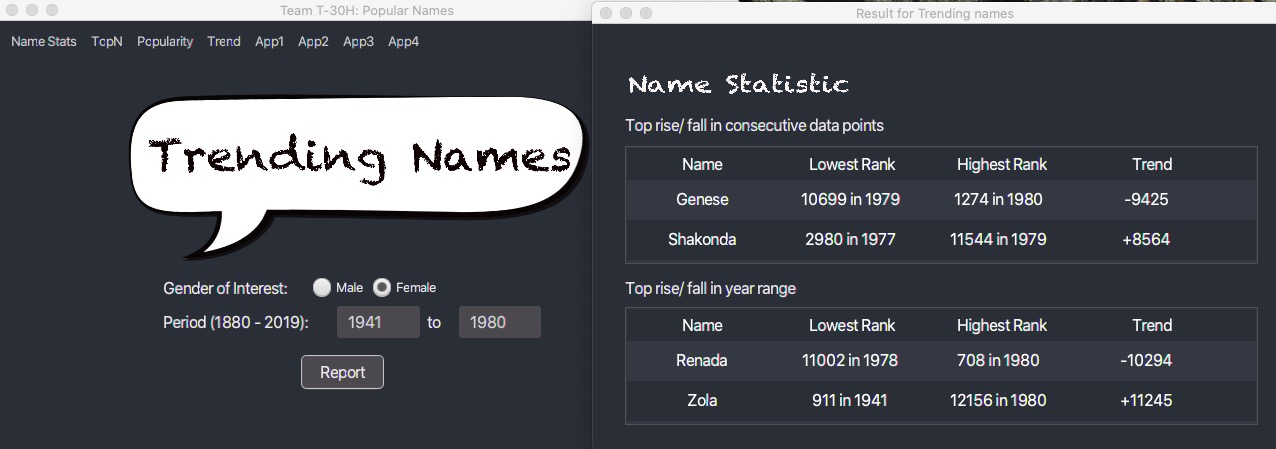 Team T-30H: Popular Names
Name Stats TopN Popularity Trend App1 App2 App3 App4
Trending Names
Gender of Interest: Male Female
Period (1880 - 2019): 1941 to 1980
Report
Result for Trending names
Name Statistic
Top rise/ fall in consecutive data points
Name Lowest Rank Highest Rank Trend
Genese 10699 in 1979 1274 in 1980 -9425
Shakonda 2980 in 1977 11544 in 1979 +8564
Top rise/ fall in year range
Name Lowest Rank Highest Rank Trend
Renada 11002 in 1978 708 in 1980 -10294
Zola 911 in 1941 12156 in 1980 +11245